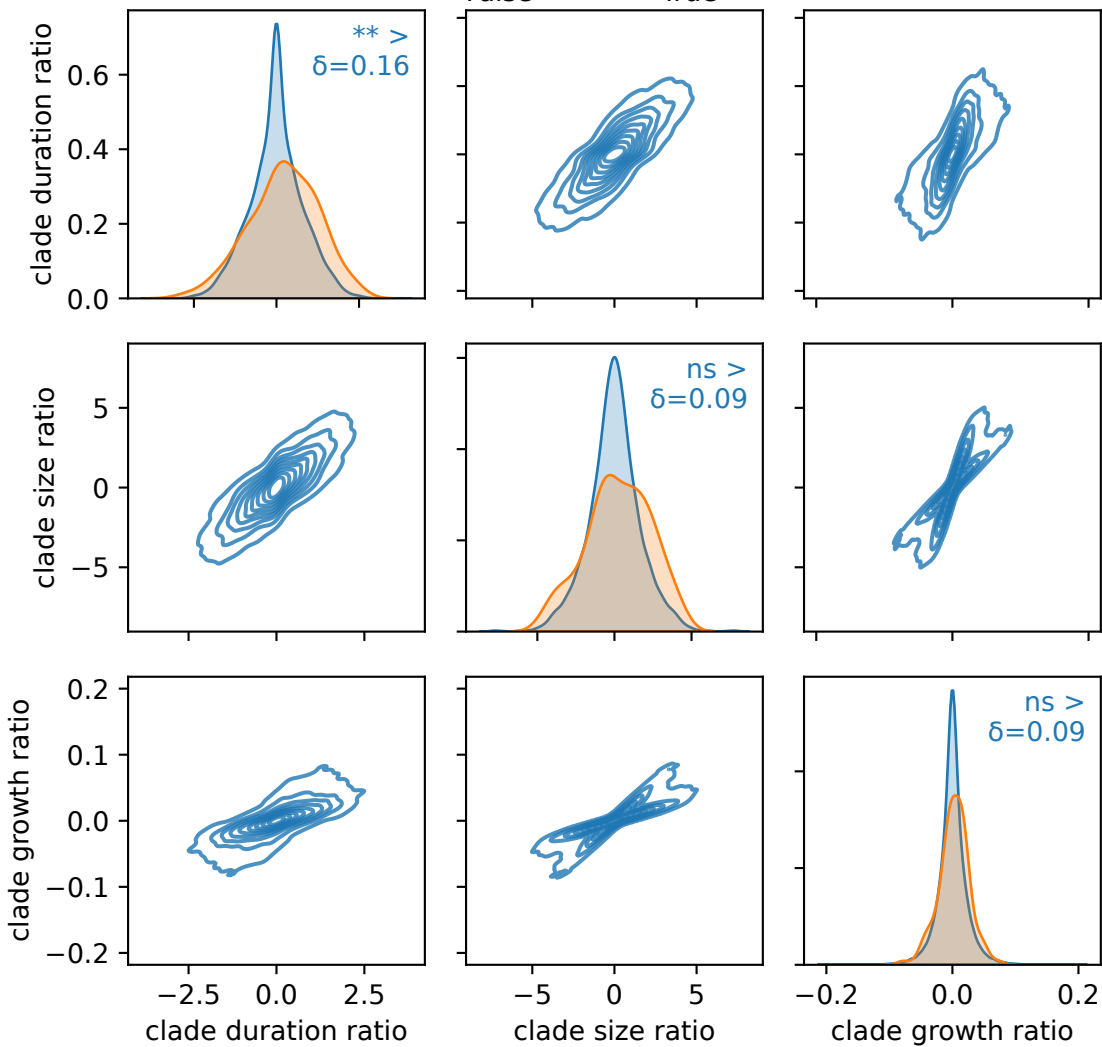 clade duration ratio
0.6
0.4
0.2
0.0
** >
δ=0.16
clade size ratio
5
0
−5
ns >
δ=0.09
clade growth ratio
0.2
0.1
0.0
−0.1
−0.2
ns >
δ=0.09
−2.5 0.0 2.5
clade duration ratio
−5 0 5
clade size ratio
−0.2 0.0 0.2
clade growth ratio